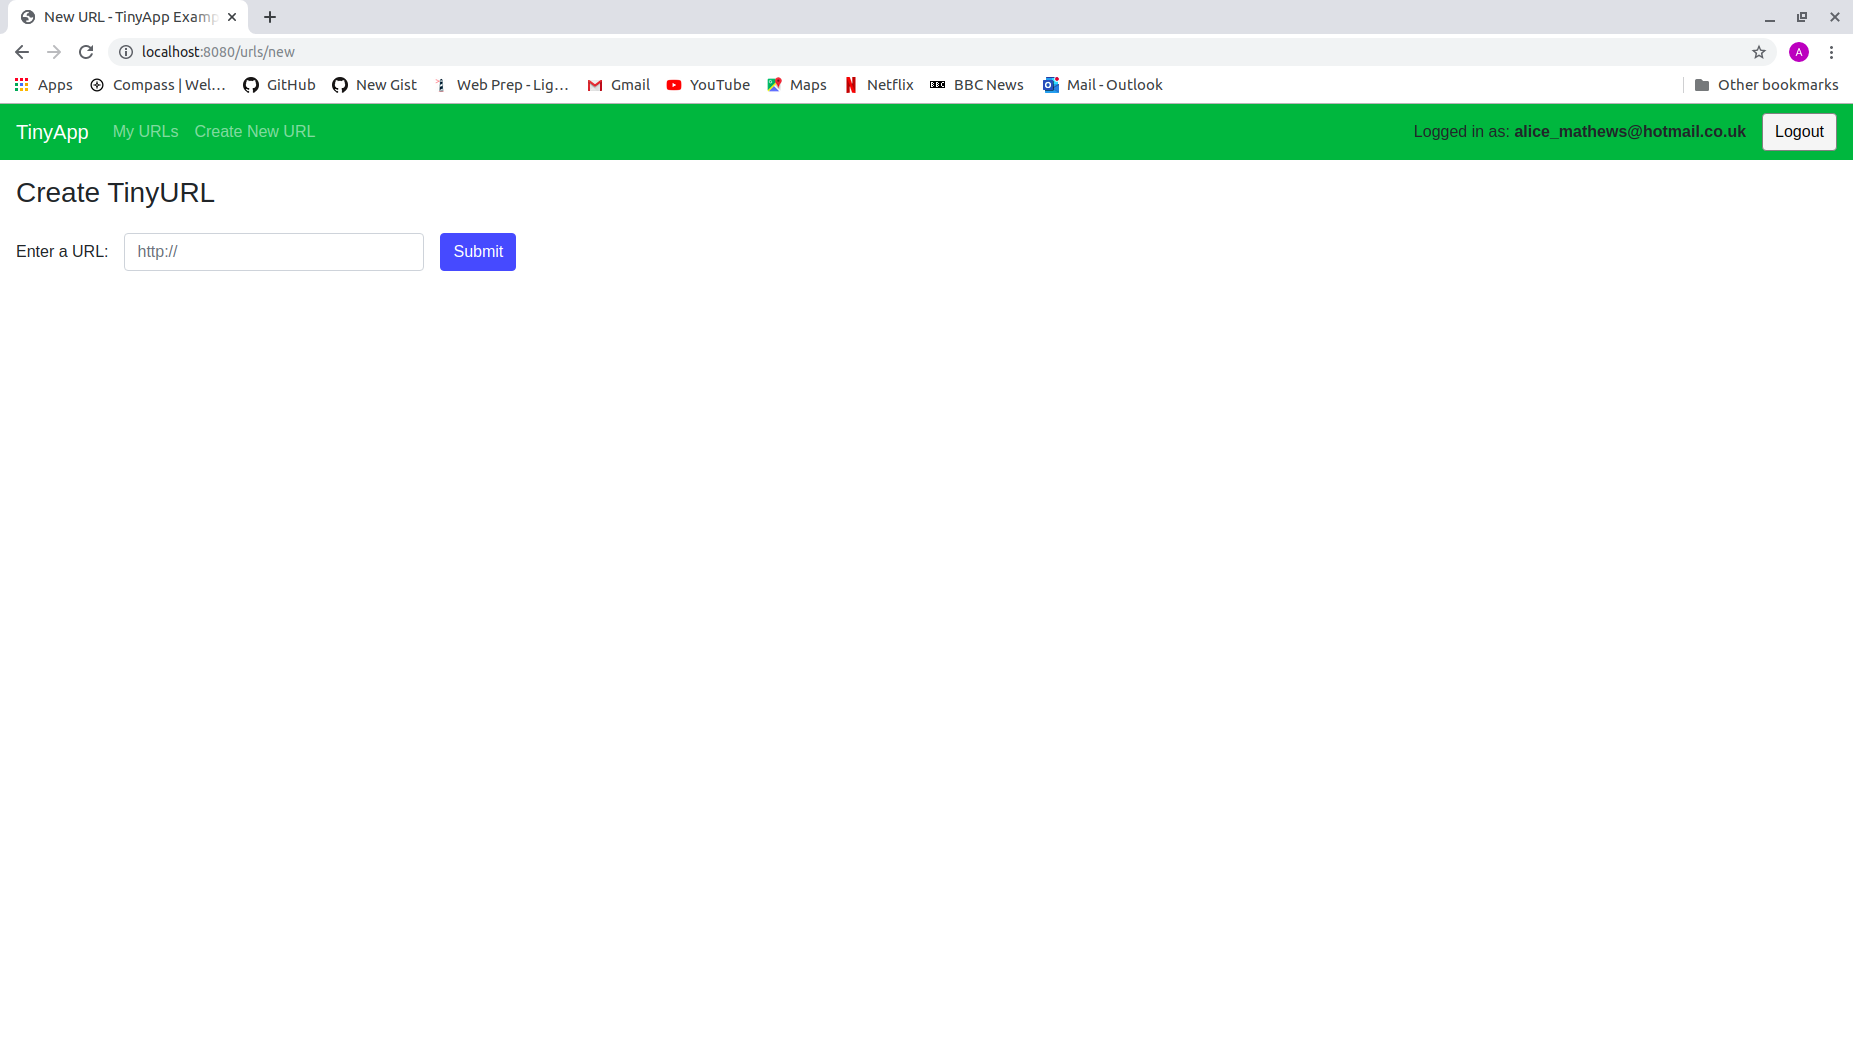 New URL - TinyApp Examp
localhost:8080/urls/new
A
Apps Compass | Wel... GitHub New Gist Web Prep - Lig... Gmail YouTube Maps Netflix BBC BBC News Mail - Outlook Other bookmarks
TinyApp My URLs Create New URL Logged in as: alice_mathews@hotmail.co.uk Logout
Create TinyURL
Enter a URL: http:// Submit